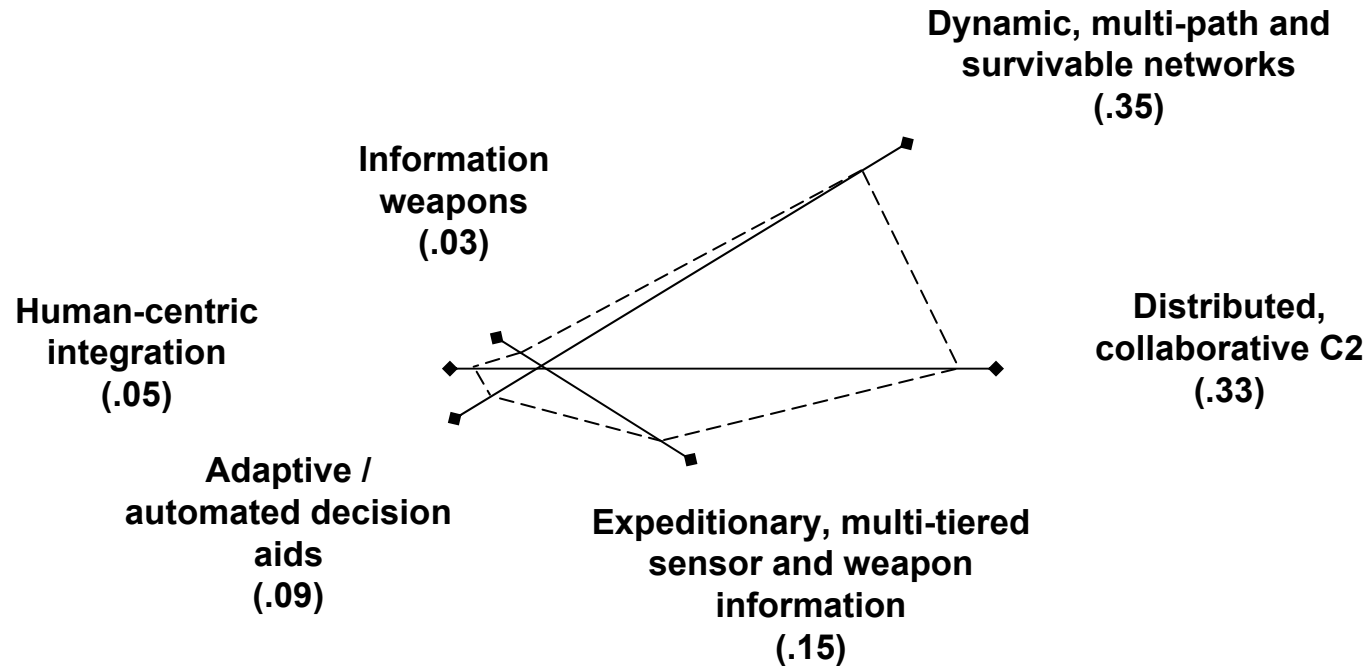 Dynamic, multi-path and
survivable networks
(.35)
Information
weapons
(.03)
Human-centric
integration
(.05)
Distributed,
collaborative C2
(.33)
Adaptive /
automated decision
aids
(.09)
Expeditionary, multi-tiered
sensor and weapon
information
(.15)